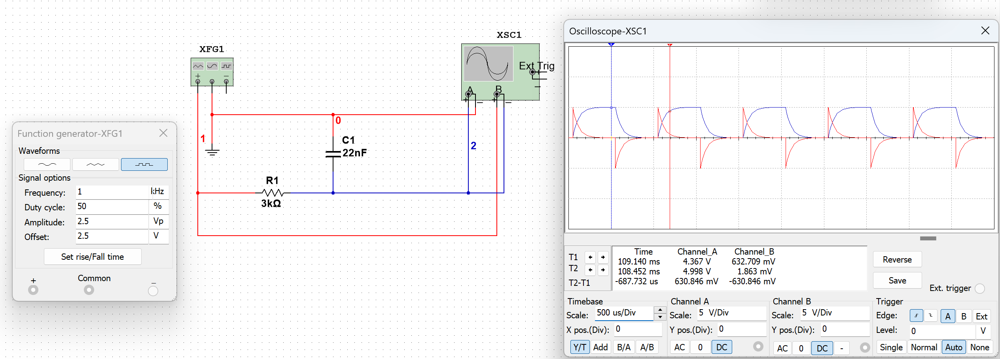 XFG1
+
−
XSC1
Ext Trig
+
−
A
B
+
−
+
−
0
1
C1
22nF
2
R1
3kΩ
Function generator-XFG1
Waveforms
Signal options
Frequency: 1 kHz
Duty cycle: 50 %
Amplitude: 2.5 Vp
Offset: 2.5 V
Set rise/Fall time
+ Common −
Oscilloscope-XSC1
Time Channel_A Channel_B
T1 109.140 ms 4.367 V 632.709 mV
T2 108.452 ms 4.998 V 1.863 mV
T2-T1 -687.732 us 630.846 mV -630.846 mV
Reverse
Save
Ext. trigger
Timebase
Scale: 500 us/Div
X pos.(Div): 0
Y/T Add B/A A/B
Channel A
Scale: 5 V/Div
Y pos.(Div): 0
AC 0 DC
Channel B
Scale: 5 V/Div
Y pos.(Div): 0
AC 0 DC -
Trigger
Edge: A B Ext
Level: 0 V
Single Normal Auto None